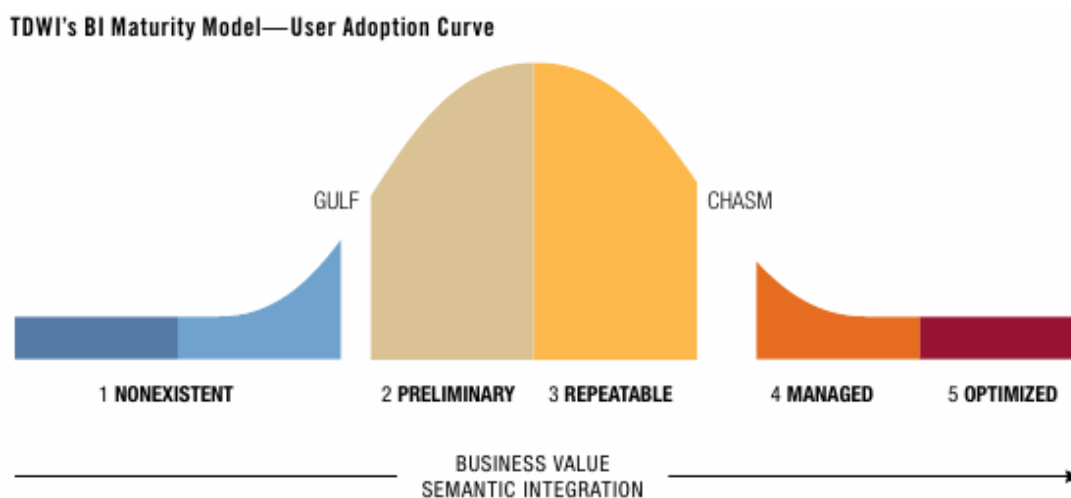 TDWI's BI Maturity Model—User Adoption Curve
GULF
CHASM
1 NONEXISTENT
2 PRELIMINARY
3 REPEATABLE
4 MANAGED
5 OPTIMIZED
BUSINESS VALUE
SEMANTIC INTEGRATION